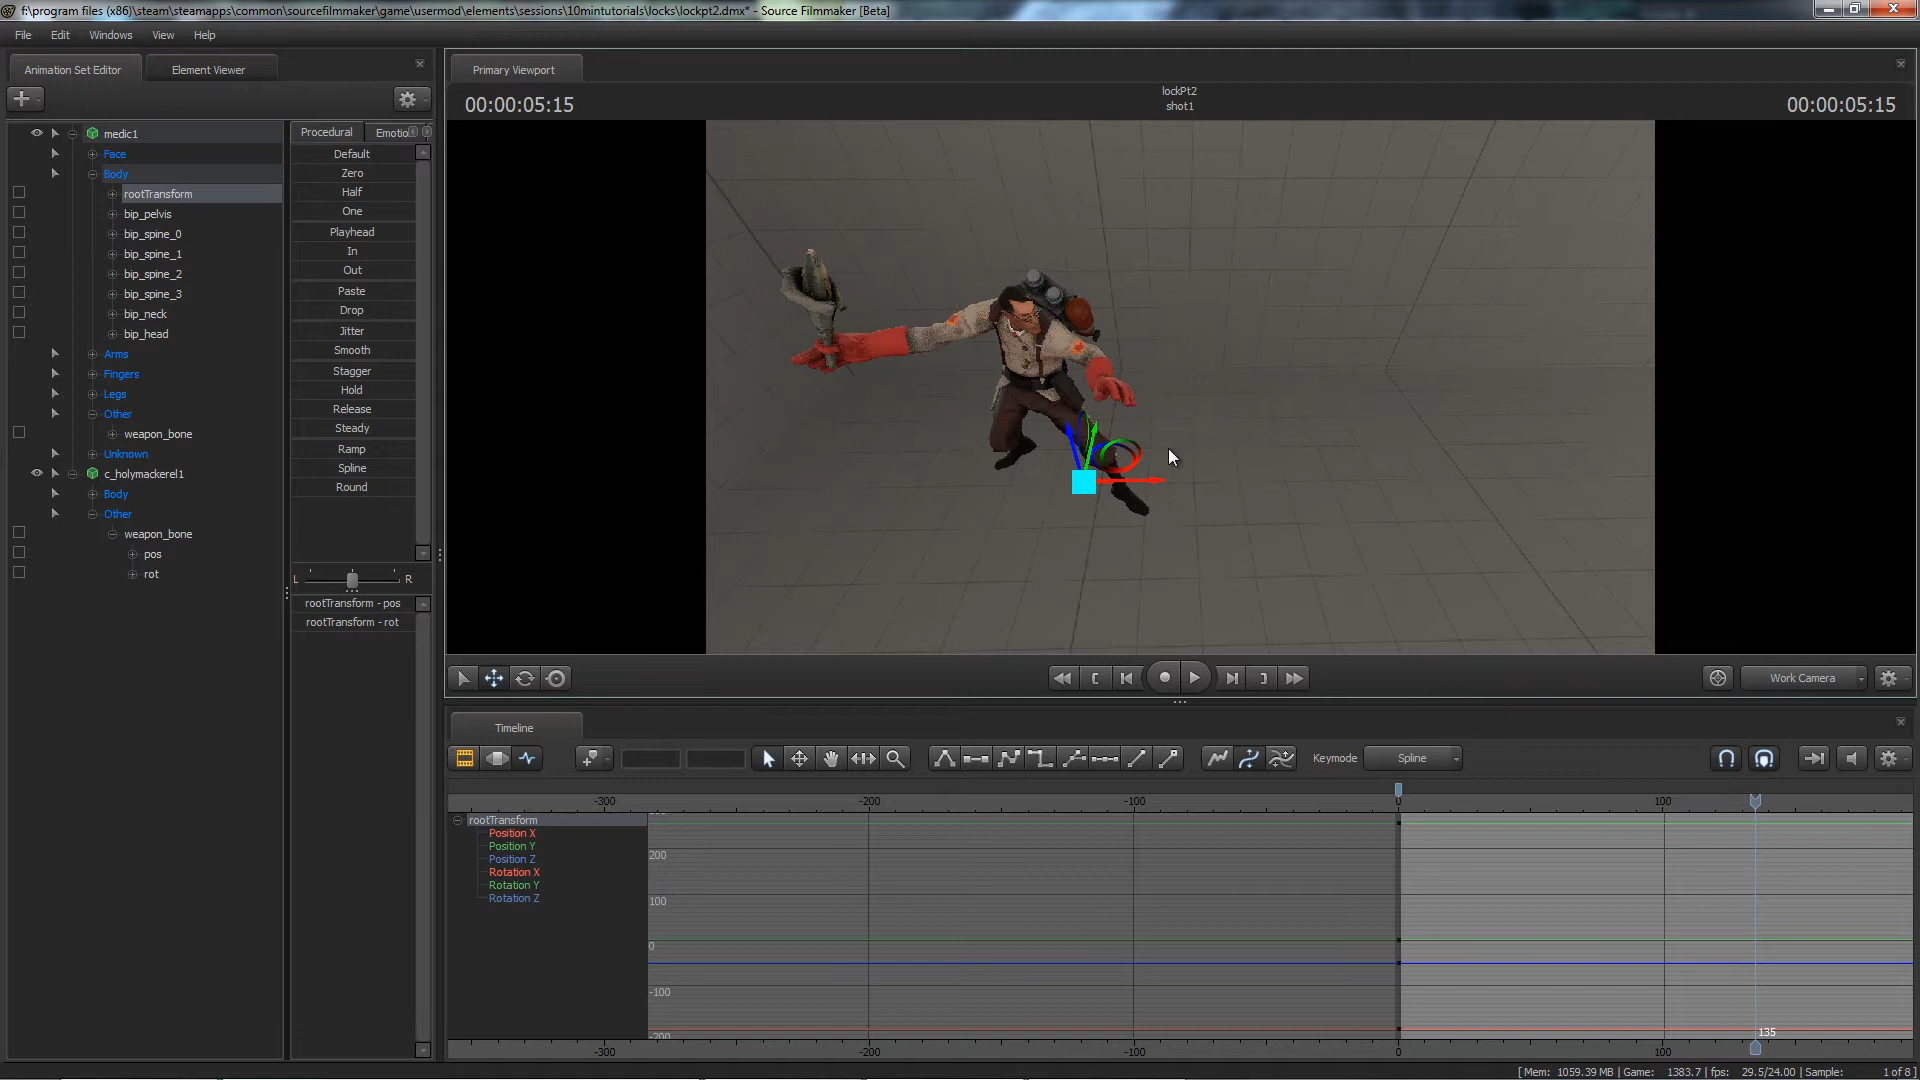 f:\program files (x86)\steam\steamapps\common\sourcefilmmaker\game\usermod\elements\sessions\10mintutorials\locks\lockpt2.dmx* - Source Filmmaker [Beta]
File Edit Windows View Help
Animation Set Editor
Element Viewer
Primary Viewport
00:00:05:15
lockPt2
shot1
00:00:05:15
medic1
Face
Body
rootTransform
bip_pelvis
bip_spine_0
bip_spine_1
bip_spine_2
bip_spine_3
bip_neck
bip_head
Arms
Fingers
Legs
Other
weapon_bone
Unknown
c_holymackerel1
Body
Other
weapon_bone
pos
rot
Procedural
Emotio
Default
Zero
Half
One
Playhead
In
Out
Paste
Drop
Jitter
Smooth
Stagger
Hold
Release
Steady
Ramp
Spline
Round
L R
rootTransform - pos
rootTransform - rot
Work Camera
Timeline
Keymode
Spline
-300 -200 -100 0 100
rootTransform
Position X
Position Y
Position Z
Rotation X
Rotation Y
Rotation Z
200
100
0
-100
-200
135
-300 -200 -100 0 100
[ Mem: 1059.39 MB | Game: 1383.7 | fps: 29.5/24.00 | Sample: 1 of 8 ]